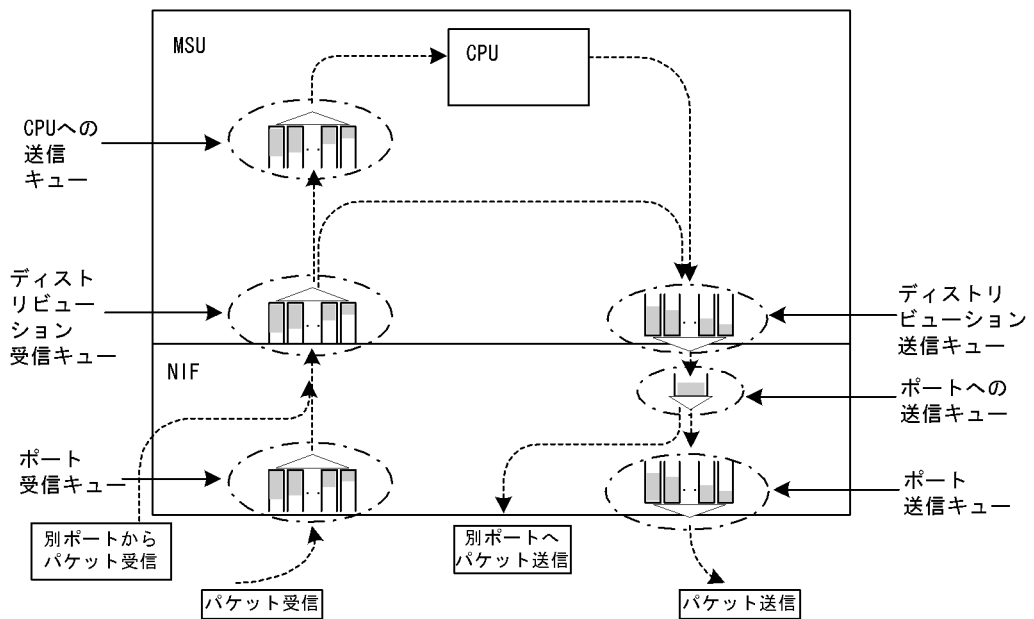 MSU
CPU
CPUへの
送信
キュー
ディスト
リビュー
ション
受信キュー
ディストリ
ビューション
送信キュー
NIF
ポートへの
送信キュー
ポート
受信キュー
ポート
送信キュー
別ポートから
パケット受信
別ポートへ
パケット送信
パケット受信
パケット送信